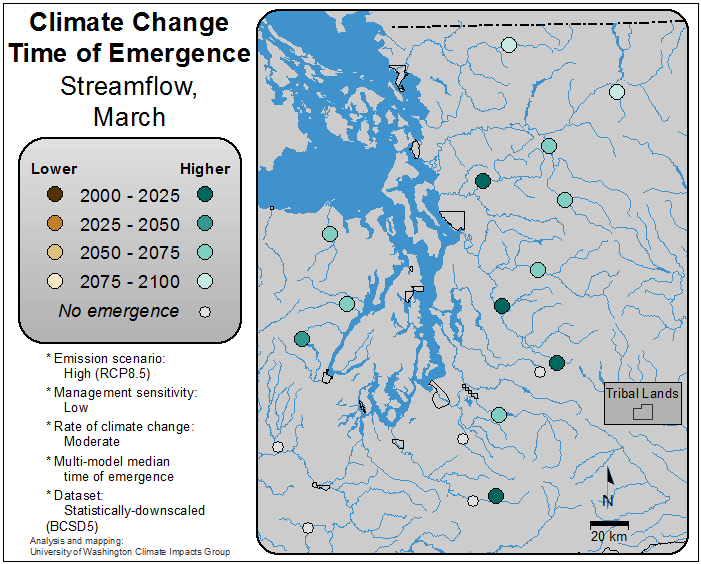 Climate Change
Time of Emergence
Streamflow,
March
Lower Higher
2000 - 2025
2025 - 2050
2050 - 2075
2075 - 2100
No emergence
* Emission scenario:
High (RCP8.5)
* Management sensitivity:
Low
* Rate of climate change:
Moderate
* Multi-model median
time of emergence
* Dataset:
Statistically-downscaled
(BCSD5)
Analysis and mapping:
University of Washington Climate Impacts Group
Tribal Lands
N
20 km